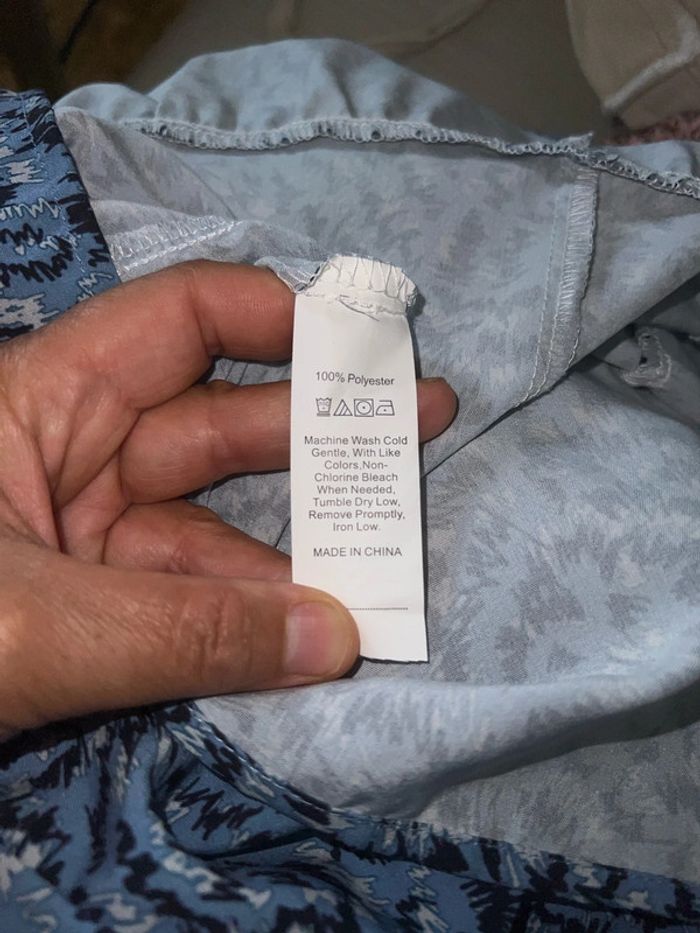 100% Polyester
Machine Wash Cold
Gentle, With Like
Colors,Non-
Chlorine Bleach
When Needed,
Tumble Dry Low,
Remove Promptly,
Iron Low.
MADE IN CHINA